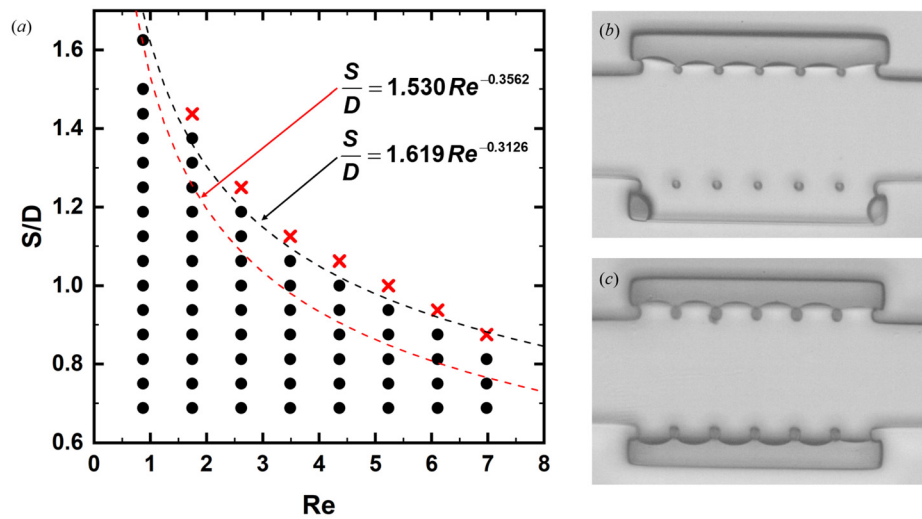 (a)
1.6
1.4
1.2
1.0
0.8
0.6
S/D
0 1 2 3 4 5 6 7 8
Re
S/D = 1.530 Re^−0.3562
S/D = 1.619 Re^−0.3126
(b)
(c)